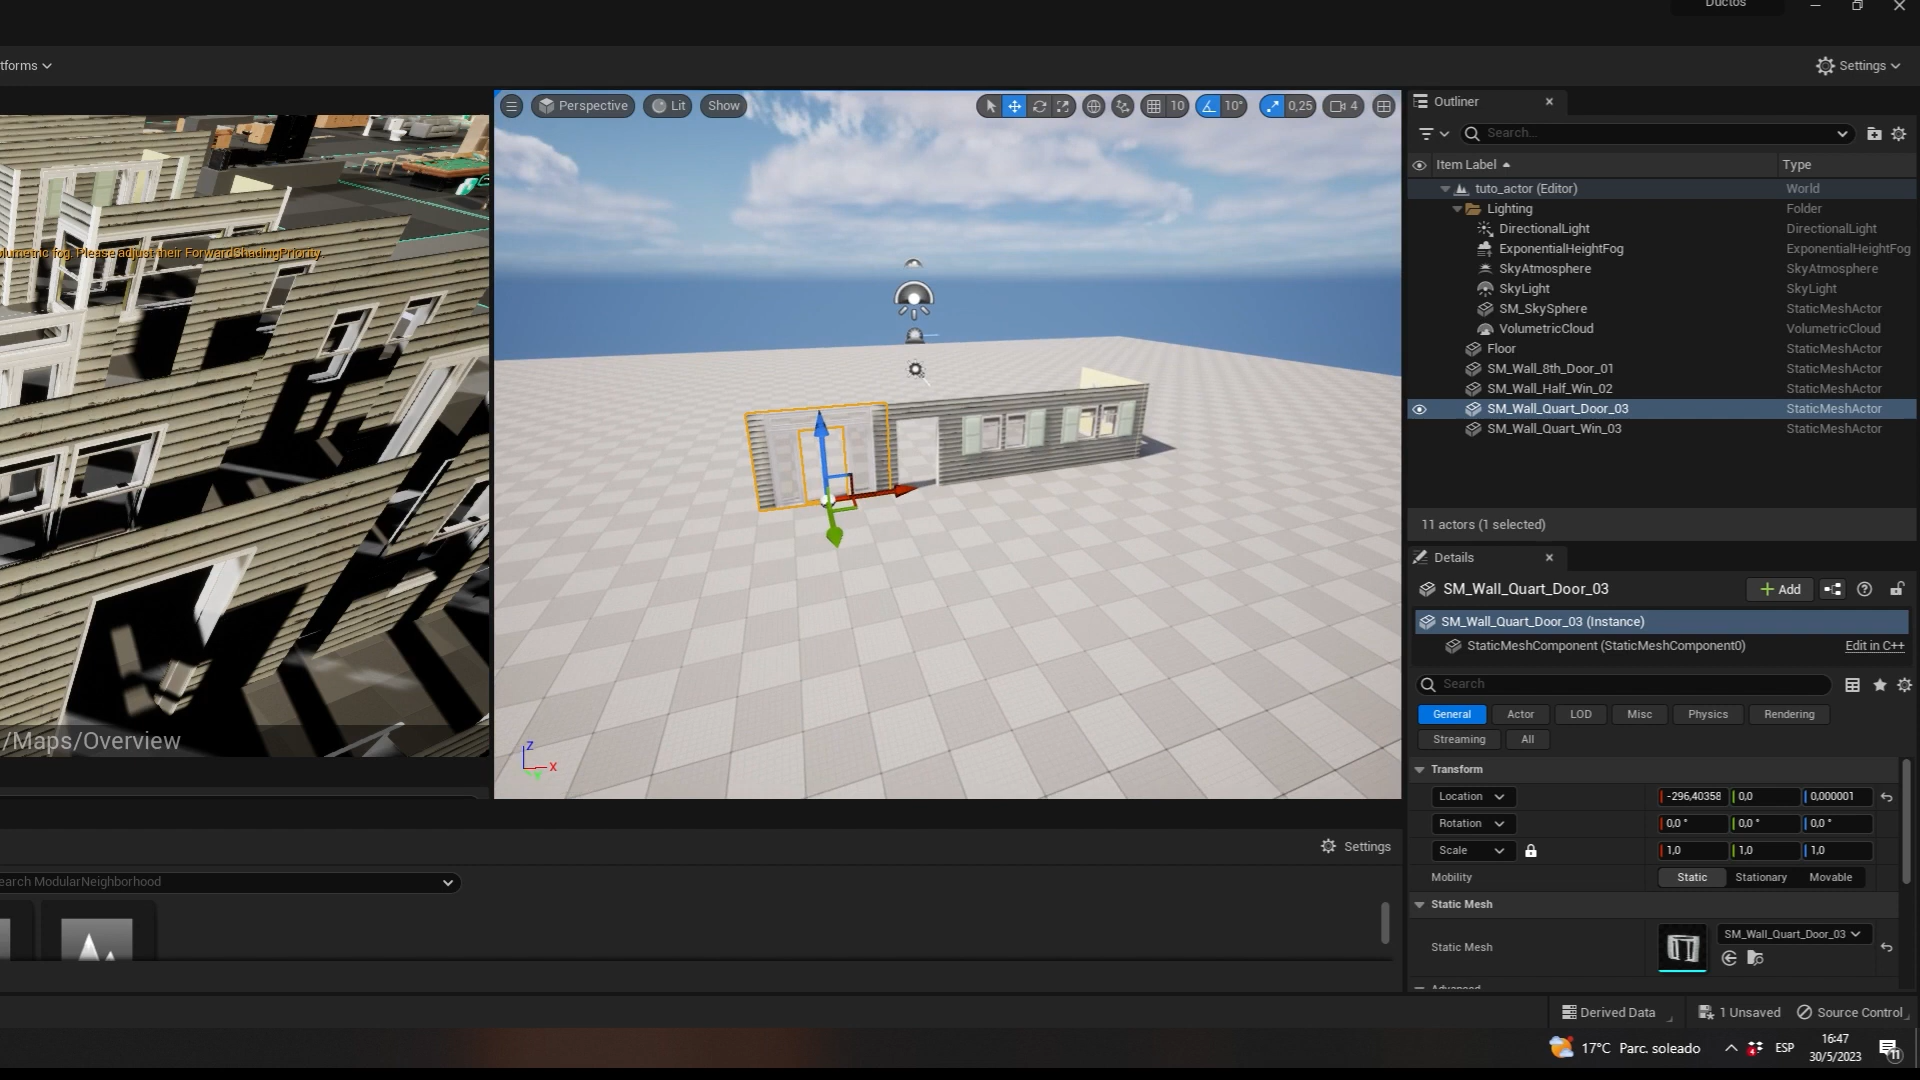 Ductos
tforms
Settings
Perspective
Lit
Show
10
10°
0,25
4
Outliner
Search...
Item Label
Type
tuto_actor (Editor)
World
Lighting
Folder
DirectionalLight
DirectionalLight
ExponentialHeightFog
ExponentialHeightFog
SkyAtmosphere
SkyAtmosphere
SkyLight
SkyLight
SM_SkySphere
StaticMeshActor
VolumetricCloud
VolumetricCloud
Floor
StaticMeshActor
SM_Wall_8th_Door_01
StaticMeshActor
SM_Wall_Half_Win_02
StaticMeshActor
SM_Wall_Quart_Door_03
StaticMeshActor
SM_Wall_Quart_Win_03
StaticMeshActor
11 actors (1 selected)
olumetric fog. Please adjust their ForwardShadingPriority.
/Maps/Overview
Z
X
Y
Details
SM_Wall_Quart_Door_03
Add
SM_Wall_Quart_Door_03 (Instance)
StaticMeshComponent (StaticMeshComponent0)
Edit in C++
Search
General
Actor
LOD
Misc
Physics
Rendering
Streaming
All
Transform
Location
-296,40358
0,0
0,000001
Rotation
0,0 °
0,0 °
0,0 °
Scale
1,0
1,0
1,0
Mobility
Static
Stationary
Movable
Static Mesh
Static Mesh
SM_Wall_Quart_Door_03
Advanced
Settings
earch ModularNeighborhood
Derived Data
1 Unsaved
Source Control
17°C Parc. soleado
ESP
16:47
30/5/2023
11